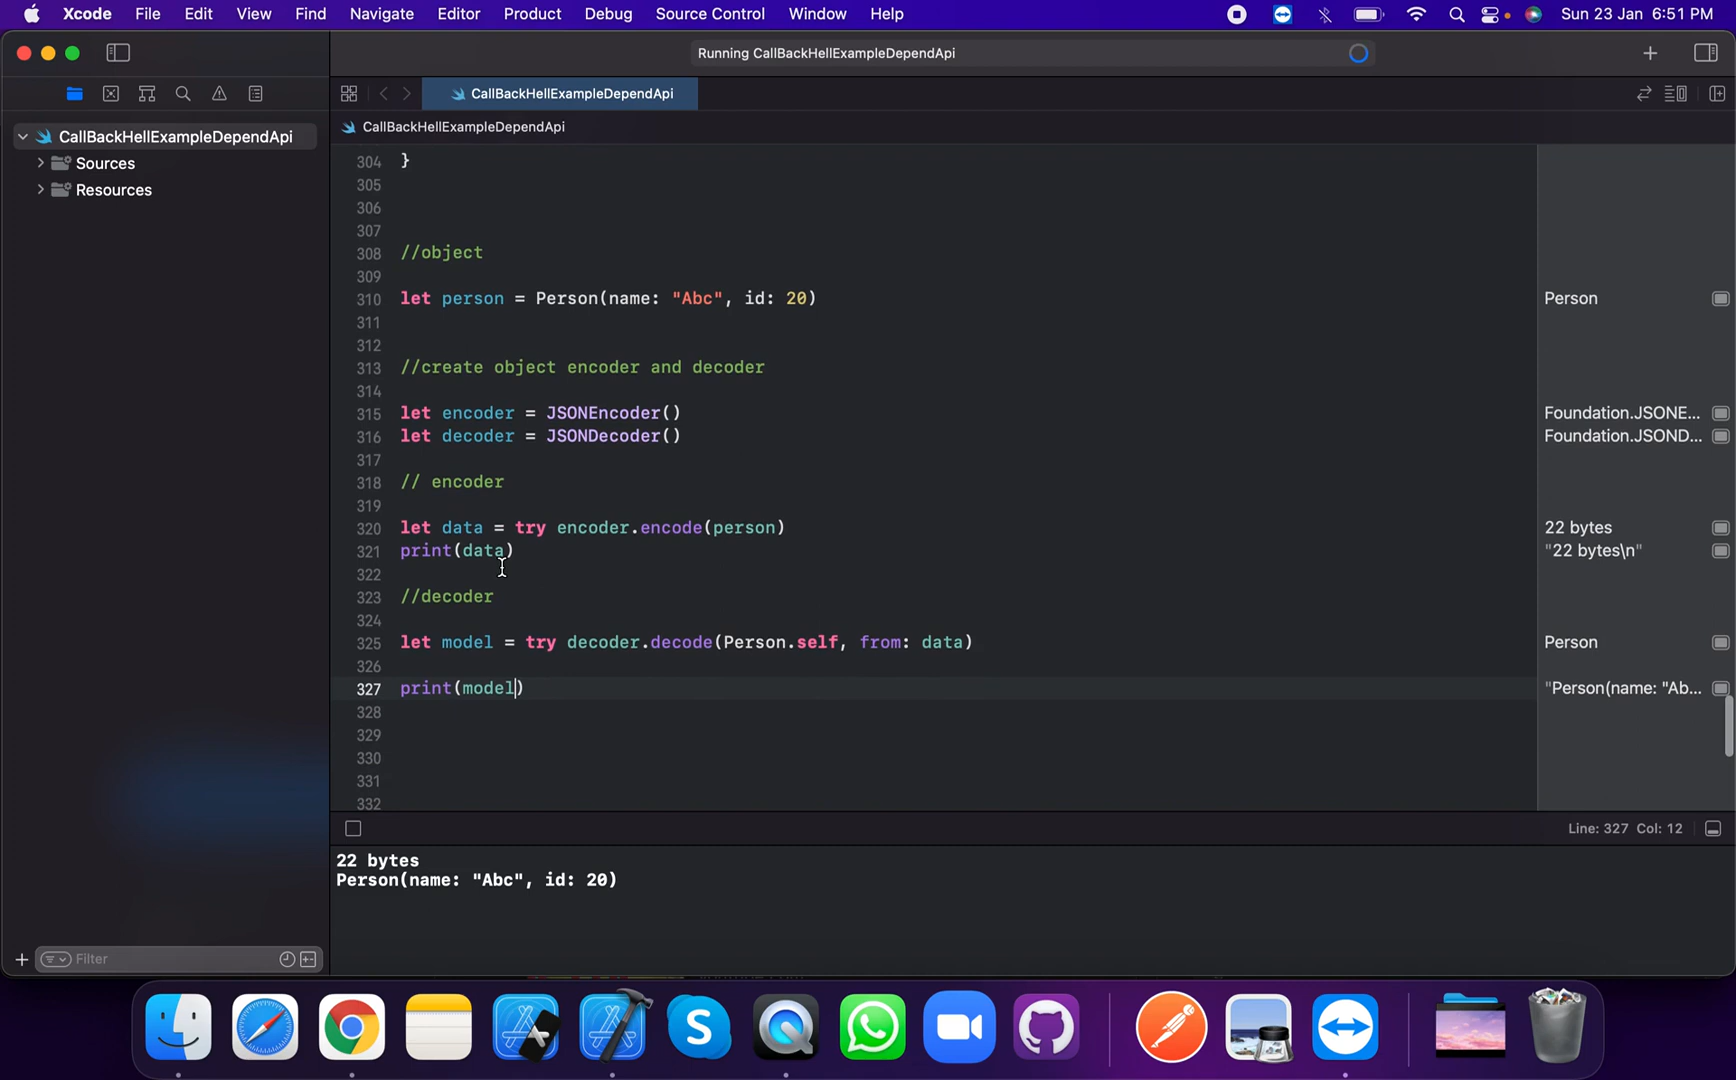 Xcode File Edit View Find Navigate Editor Product Debug Source Control Window Help Sun 23 Jan 6:51 PM
Running CallBackHellExampleDependApi
CallBackHellExampleDependApi
CallBackHellExampleDependApi
CallBackHellExampleDependApi
Sources
Resources
304 }
305
306
307
308 //object
309
310 let person = Person(name: "Abc", id: 20) Person
311
312
313 //create object encoder and decoder
314
315 let encoder = JSONEncoder() Foundation.JSONE...
316 let decoder = JSONDecoder() Foundation.JSOND...
317
318 // encoder
319
320 let data = try encoder.encode(person) 22 bytes
321 print(data) "22 bytes\n"
322
323 //decoder
324
325 let model = try decoder.decode(Person.self, from: data) Person
326
327 print(model) "Person(name: "Ab...
328
329
330
331
332
Line: 327 Col: 12
22 bytes
Person(name: "Abc", id: 20)
Filter
S